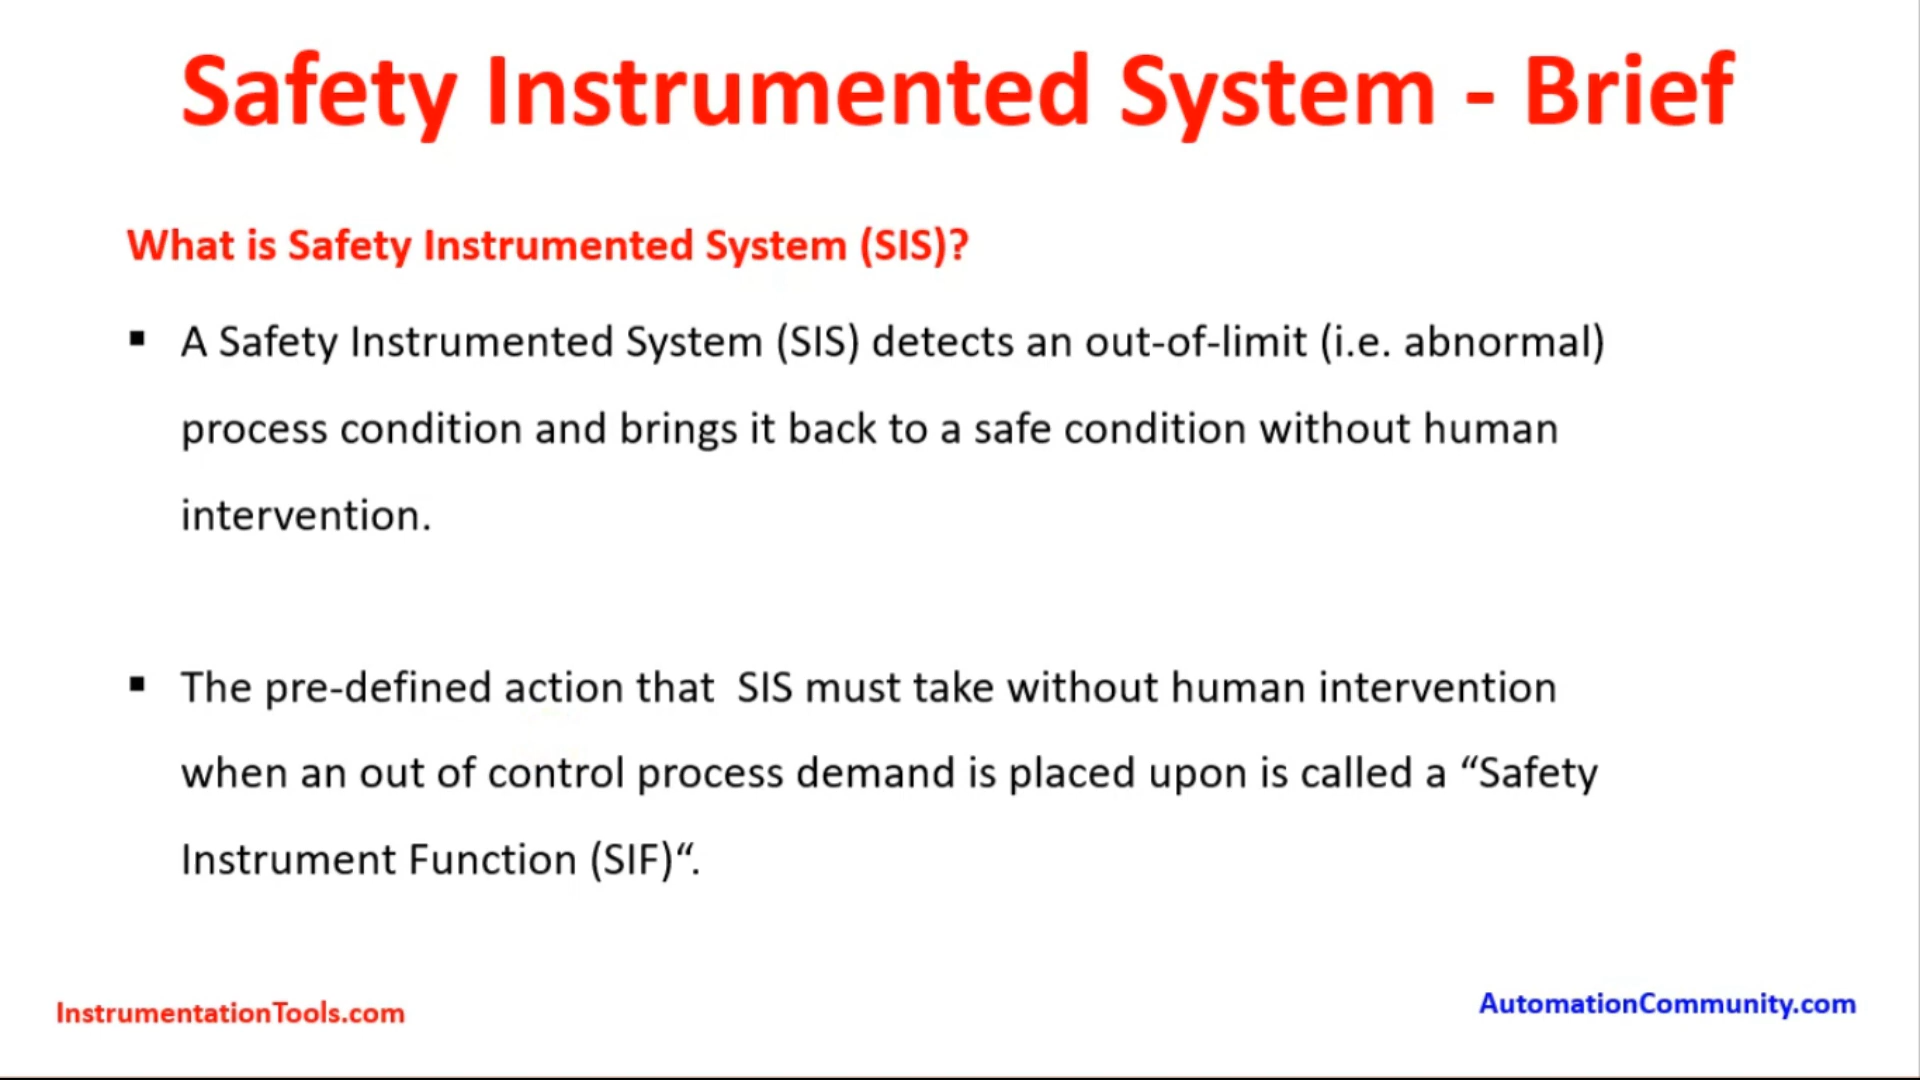 Safety Instrumented System - Brief
What is Safety Instrumented System (SIS)?
▪ A Safety Instrumented System (SIS) detects an out-of-limit (i.e. abnormal)
process condition and brings it back to a safe condition without human
intervention.
▪ The pre-defined action that  SIS must take without human intervention
when an out of control process demand is placed upon is called a “Safety
Instrument Function (SIF)“.
InstrumentationTools.com
AutomationCommunity.com